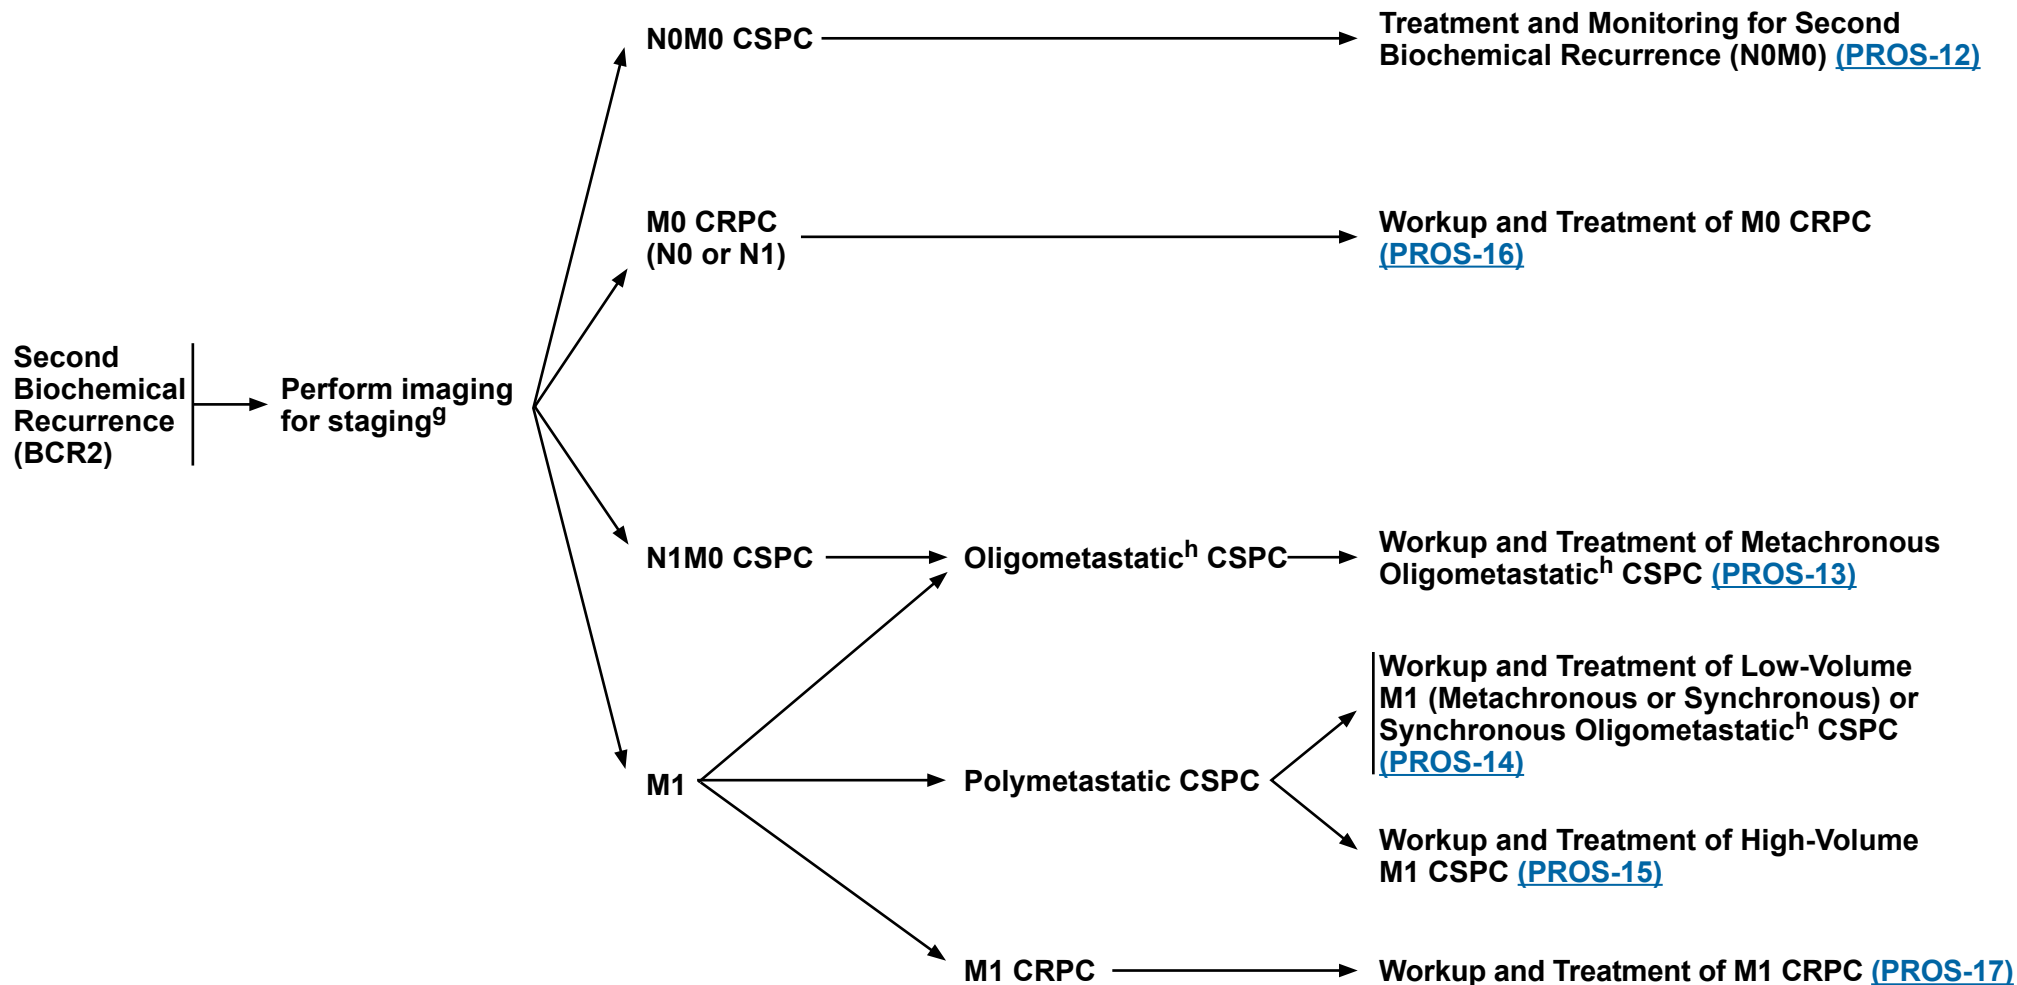 Second
Biochemical
Recurrence
(BCR2)
Perform imaging
for stagingg
N0M0 CSPC
Treatment and Monitoring for Second
Biochemical Recurrence (N0M0) (PROS-12)
M0 CRPC
(N0 or N1)
Workup and Treatment of M0 CRPC
(PROS-16)
N1M0 CSPC
Oligometastatich CSPC
Workup and Treatment of Metachronous
Oligometastatich CSPC (PROS-13)
M1
Polymetastatic CSPC
Workup and Treatment of Low-Volume
M1 (Metachronous or Synchronous) or
Synchronous Oligometastatich CSPC
(PROS-14)
Workup and Treatment of High-Volume
M1 CSPC (PROS-15)
M1 CRPC
Workup and Treatment of M1 CRPC (PROS-17)